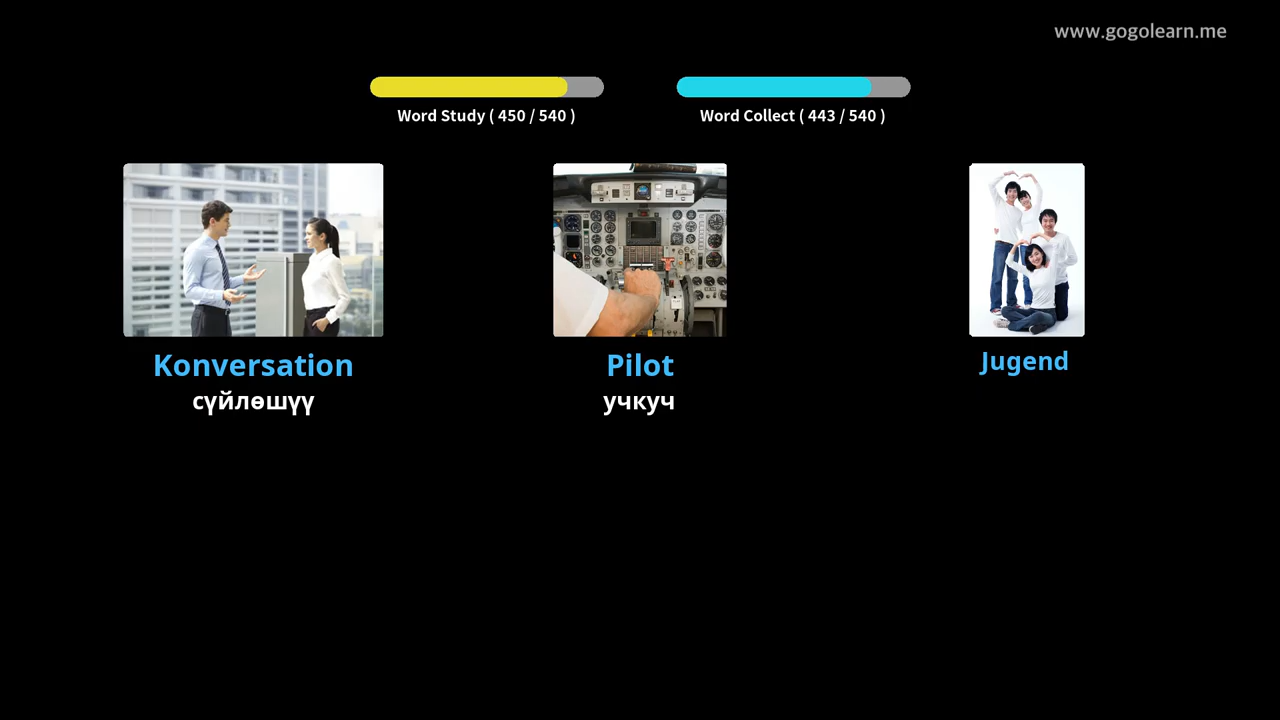 www.gogolearn.me
Word Study ( 450 / 540 )
Word Collect ( 443 / 540 )
Konversation
сүйлөшүү
Pilot
учкуч
Jugend